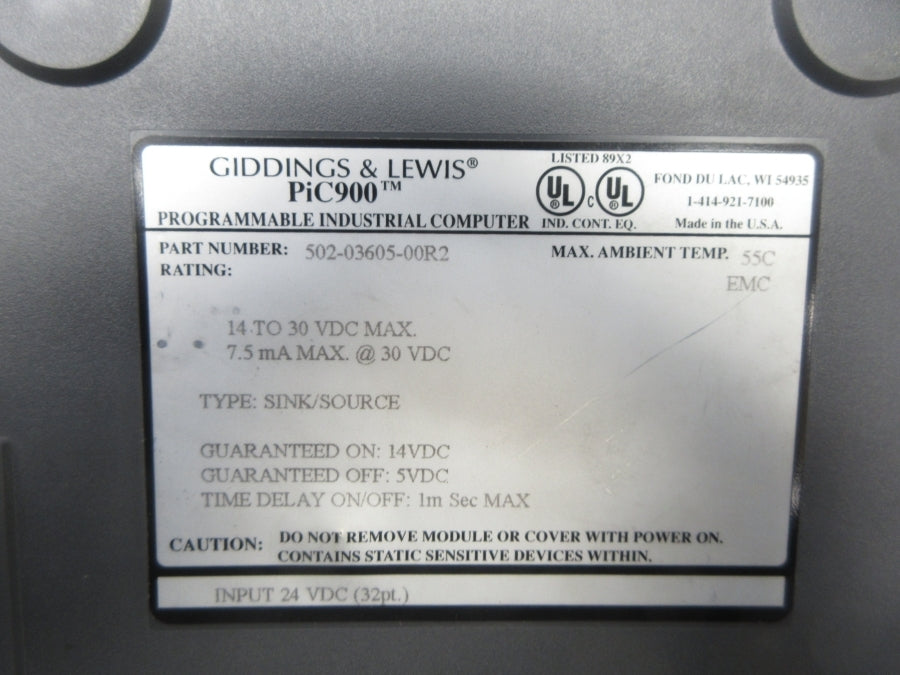 GIDDINGS & LEWIS®
PiC900™
PROGRAMMABLE INDUSTRIAL COMPUTER
LISTED 89X2
UL ® C UL ®
IND. CONT. EQ.
FOND DU LAC, WI 54935
1-414-921-7100
Made in the U.S.A.
PART NUMBER: 502-03605-00R2
RATING:
MAX. AMBIENT TEMP. 55C
EMC
14 TO 30 VDC MAX.
7.5 mA MAX. @ 30 VDC
TYPE: SINK/SOURCE
GUARANTEED ON: 14VDC
GUARANTEED OFF: 5VDC
TIME DELAY ON/OFF: 1m Sec MAX
CAUTION: DO NOT REMOVE MODULE OR COVER WITH POWER ON.
CONTAINS STATIC SENSITIVE DEVICES WITHIN.
INPUT 24 VDC (32pt.)